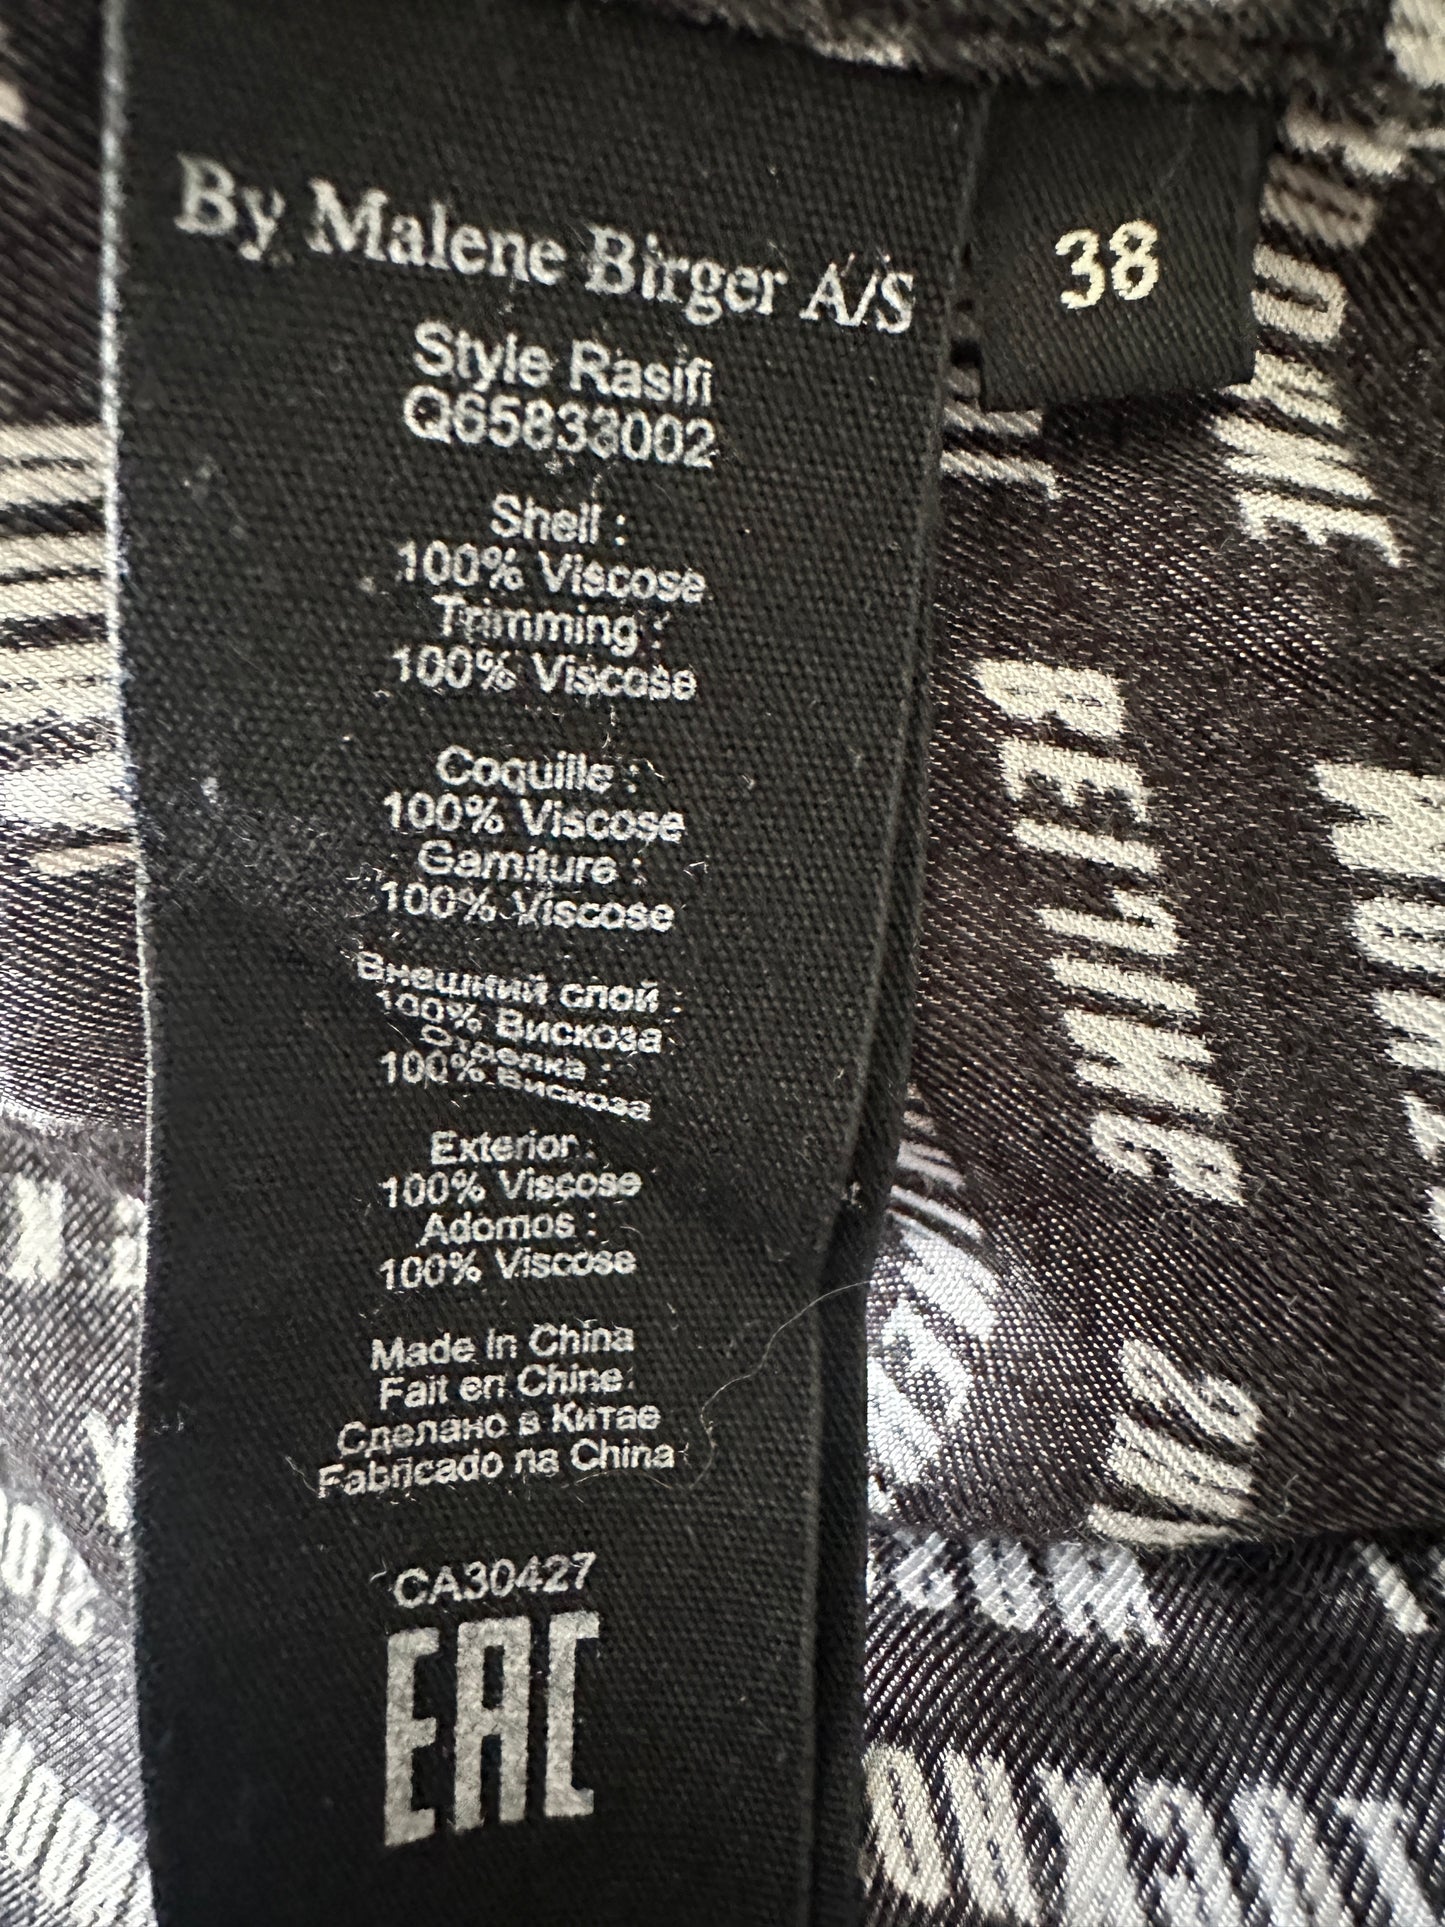 By Malene Birger A/S
38
Style Rasifi
Q65833002
Shell :
100% Viscose
Trimming :
100% Viscose
Coquille :
100% Viscose
Garniture :
100% Viscose
Внешний слой :
100% Вискоза
Отделка :
100% Вискоза
Exterior :
100% Viscose
Adornos :
100% Viscose
Made in China
Fait en Chine
Сделано в Китае
Fabricado na China
CA30427
EAC